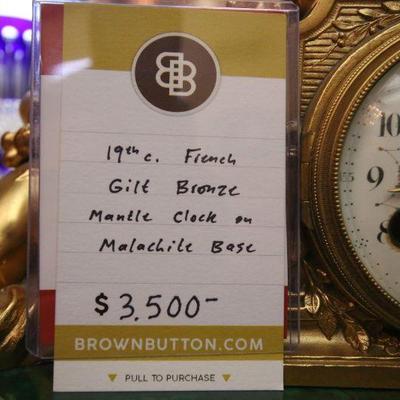 BB
19th c. French
Gilt Bronze
Mantle Clock on
Malachite Base
$3,500-
BROWNBUTTON.COM
PULL TO PURCHASE
10
9
8